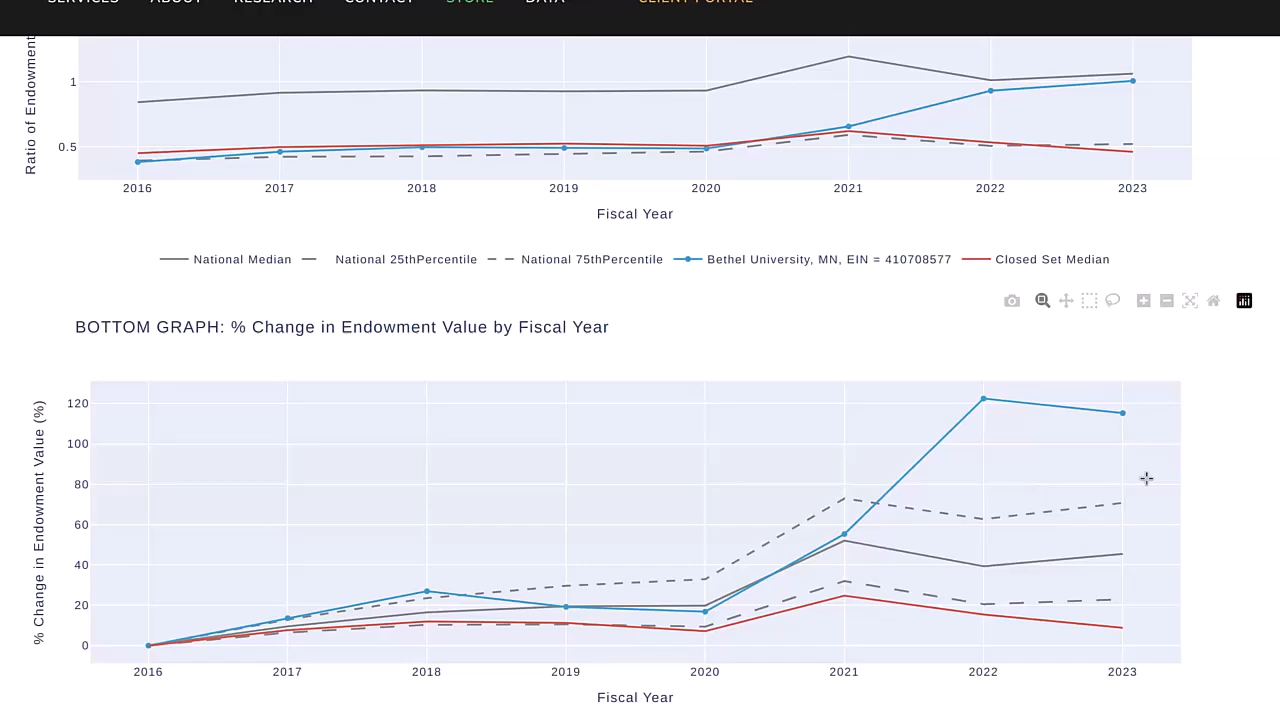 SERVICES ABOUT RESEARCH CONTACT STORE DATA CLIENT PORTAL
Ratio of Endowment
1
0.5
2016 2017 2018 2019 2020 2021 2022 2023
Fiscal Year
National Median National 25thPercentile National 75thPercentile Bethel University, MN, EIN = 410708577 Closed Set Median
BOTTOM GRAPH: % Change in Endowment Value by Fiscal Year
% Change in Endowment Value (%)
120
100
80
60
40
20
0
2016 2017 2018 2019 2020 2021 2022 2023
Fiscal Year